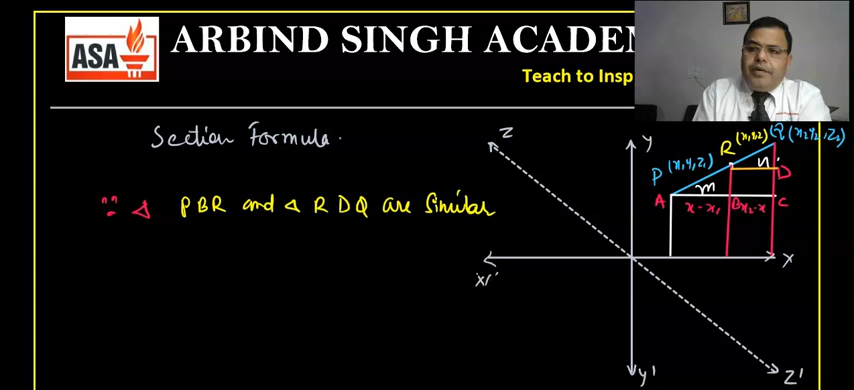 ASA
ARBIND SINGH ACADEM
Teach to Insp
Section Formula.
∵ Δ PBR and Δ RDQ are Similar
Z
Y
R (x,y,z)
Q (x₂ y₂, z₂)
P (x₁ y₁ z₁)
n
D
m
A
x - x₁
B
x₂ - x
C
X
X'
Y'
Z'